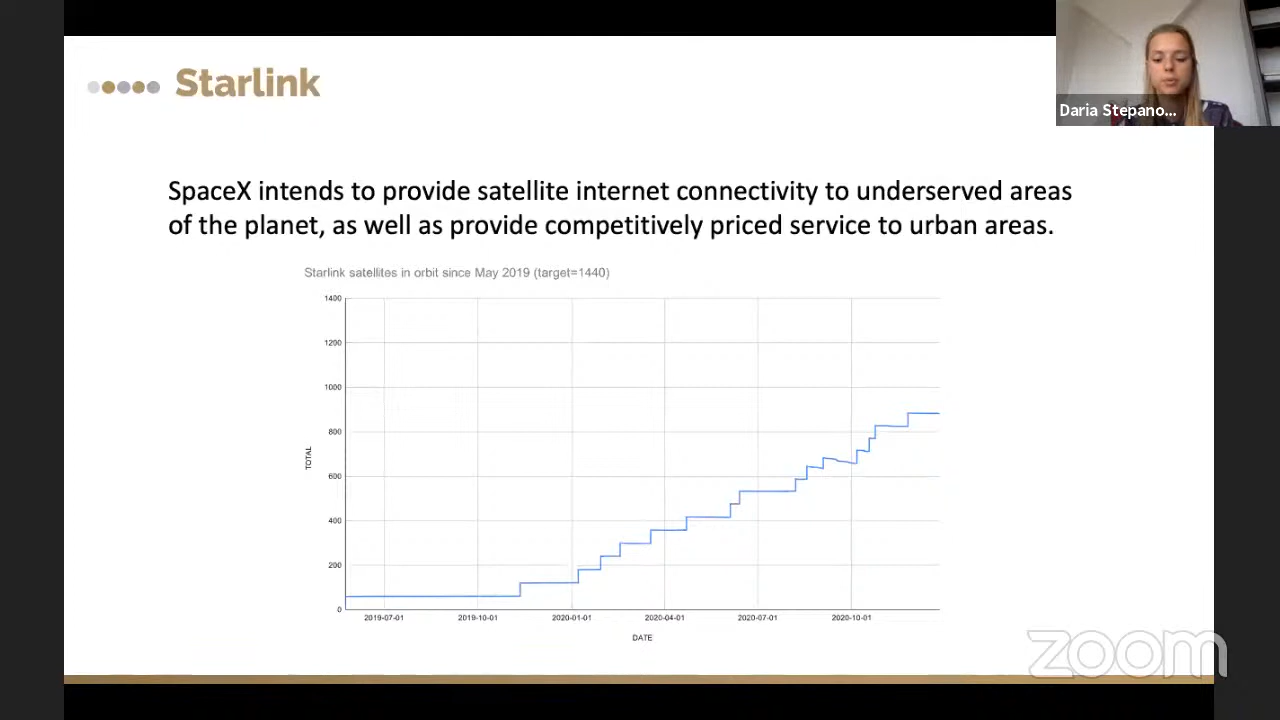 Starlink
Daria Stepano...
SpaceX intends to provide satellite internet connectivity to underserved areas
of the planet, as well as provide competitively priced service to urban areas.
Starlink satellites in orbit since May 2019 (target=1440)
1400
1200
1000
800
600
400
200
0
TOTAL
2019-07-01 2019-10-01 2020-01-01 2020-04-01 2020-07-01 2020-10-01
DATE
zoom